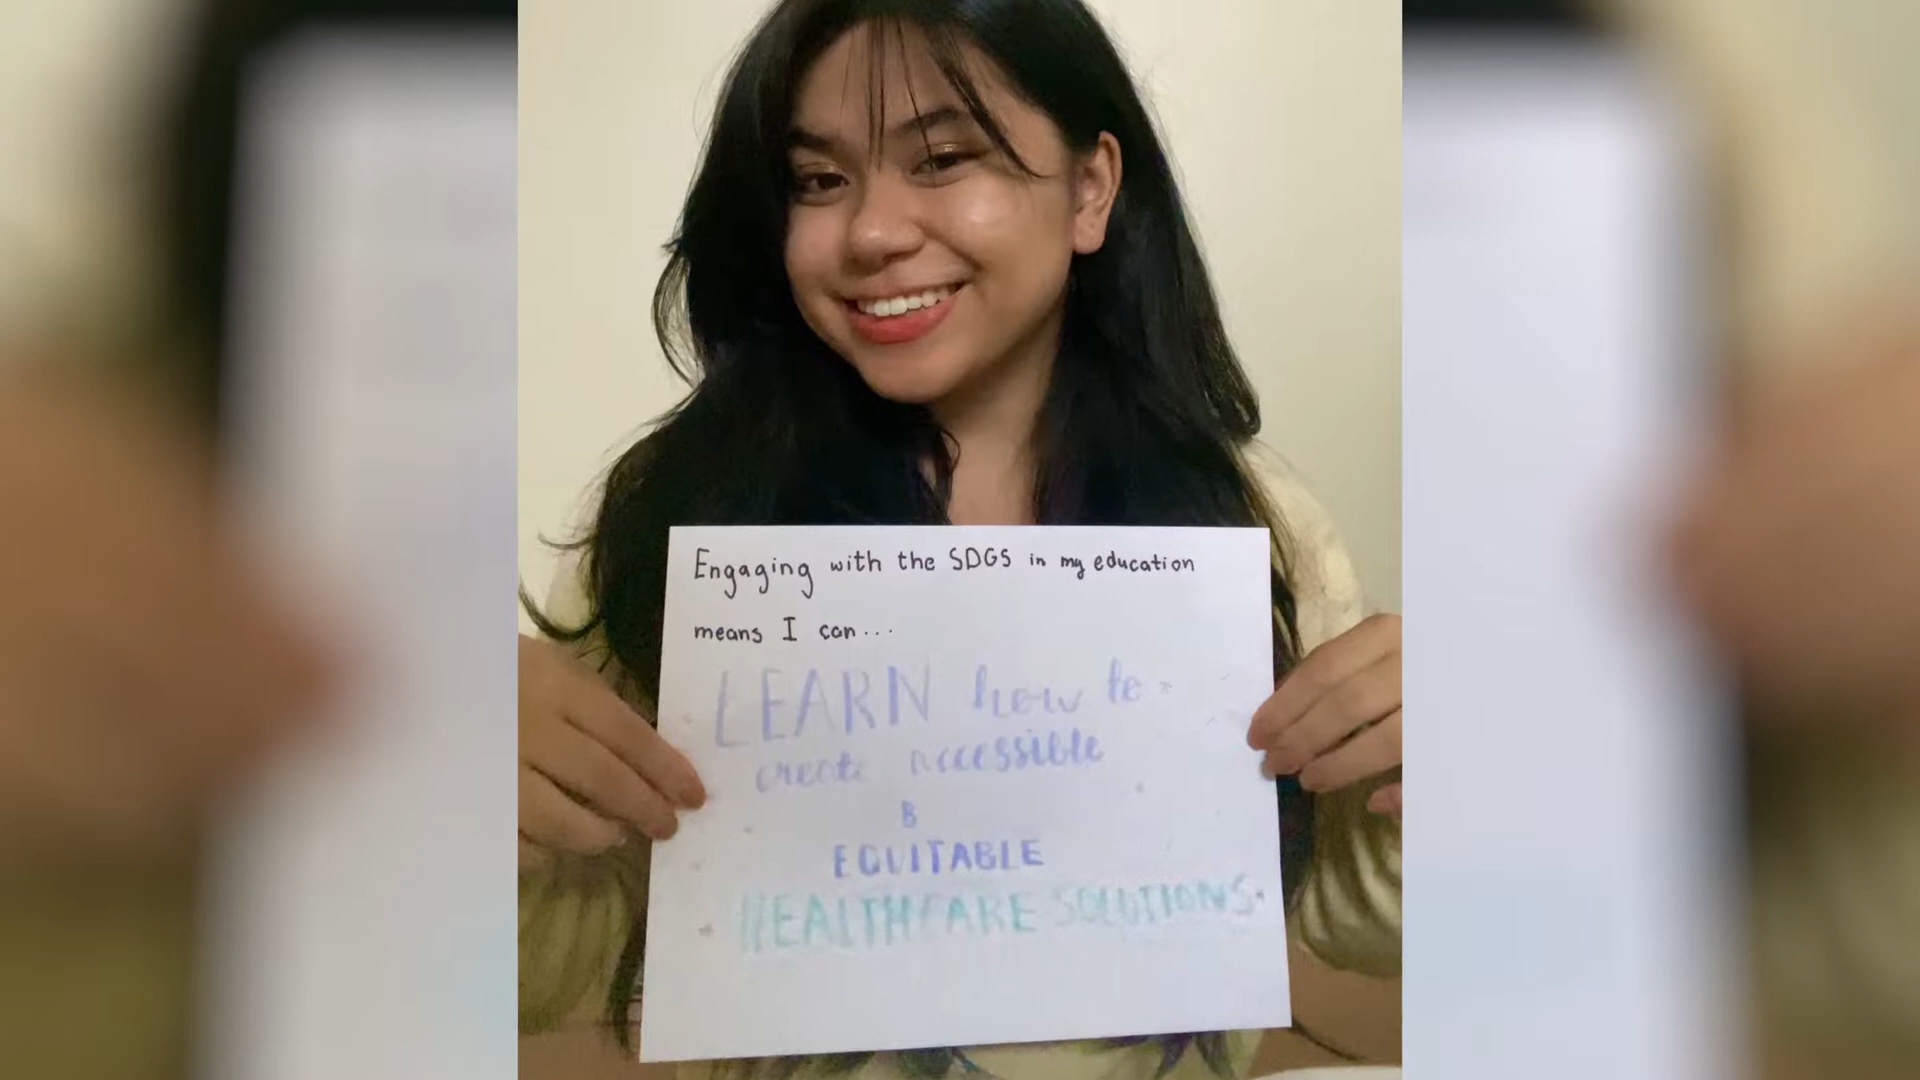 Engaging with the SDGS in my education
means I can...
LEARN how to
create accessible
&
EQUITABLE
HEALTHCARE SOLUTIONS.